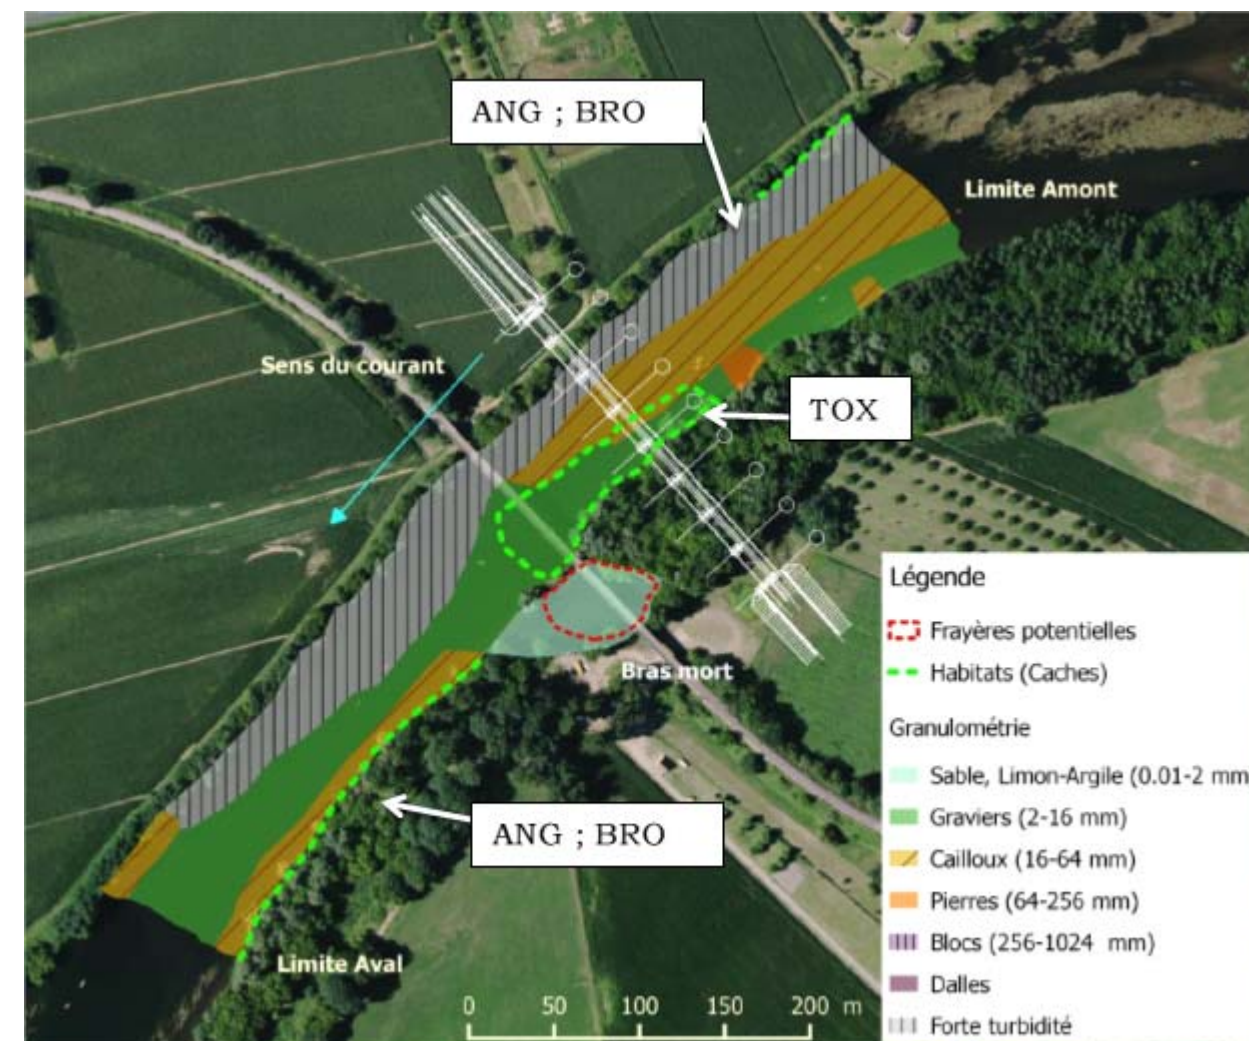 ANG ; BRO
Limite Amont
Sens du courant
TOX
Bras mort
ANG ; BRO
Limite Aval
0 50 100 150 200 m
Légende
Frayères potentielles
Habitats (Caches)
Granulométrie
Sable, Limon-Argile (0.01-2 mm
Graviers (2-16 mm)
Cailloux (16-64 mm)
Pierres (64-256 mm)
Blocs (256-1024 mm)
Dalles
Forte turbidité